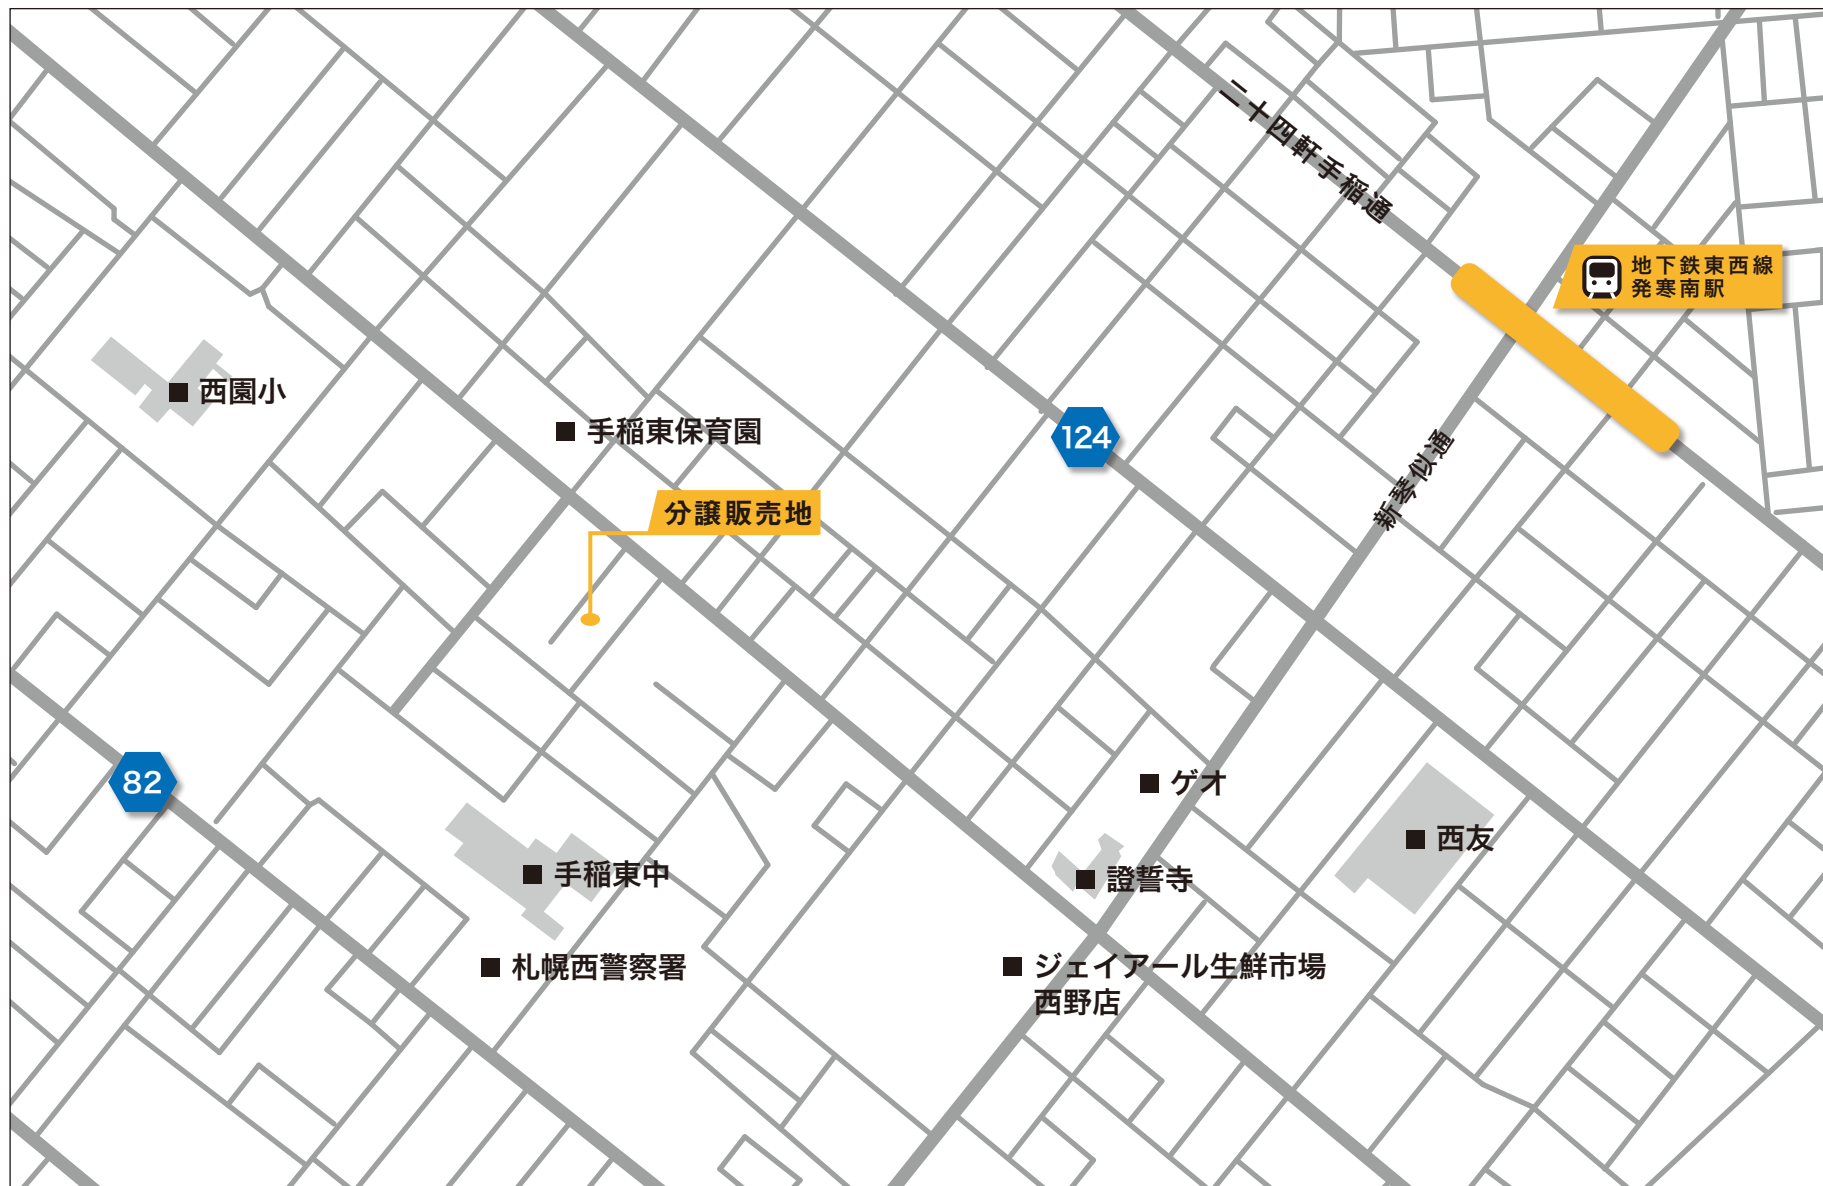 二十四軒手稲通
地下鉄東西線
発寒南駅
西園小
手稲東保育園
124
新琴似通
分譲販売地
82
ゲオ
西友
手稲東中
證誓寺
札幌西警察署
ジェイアール生鮮市場
西野店